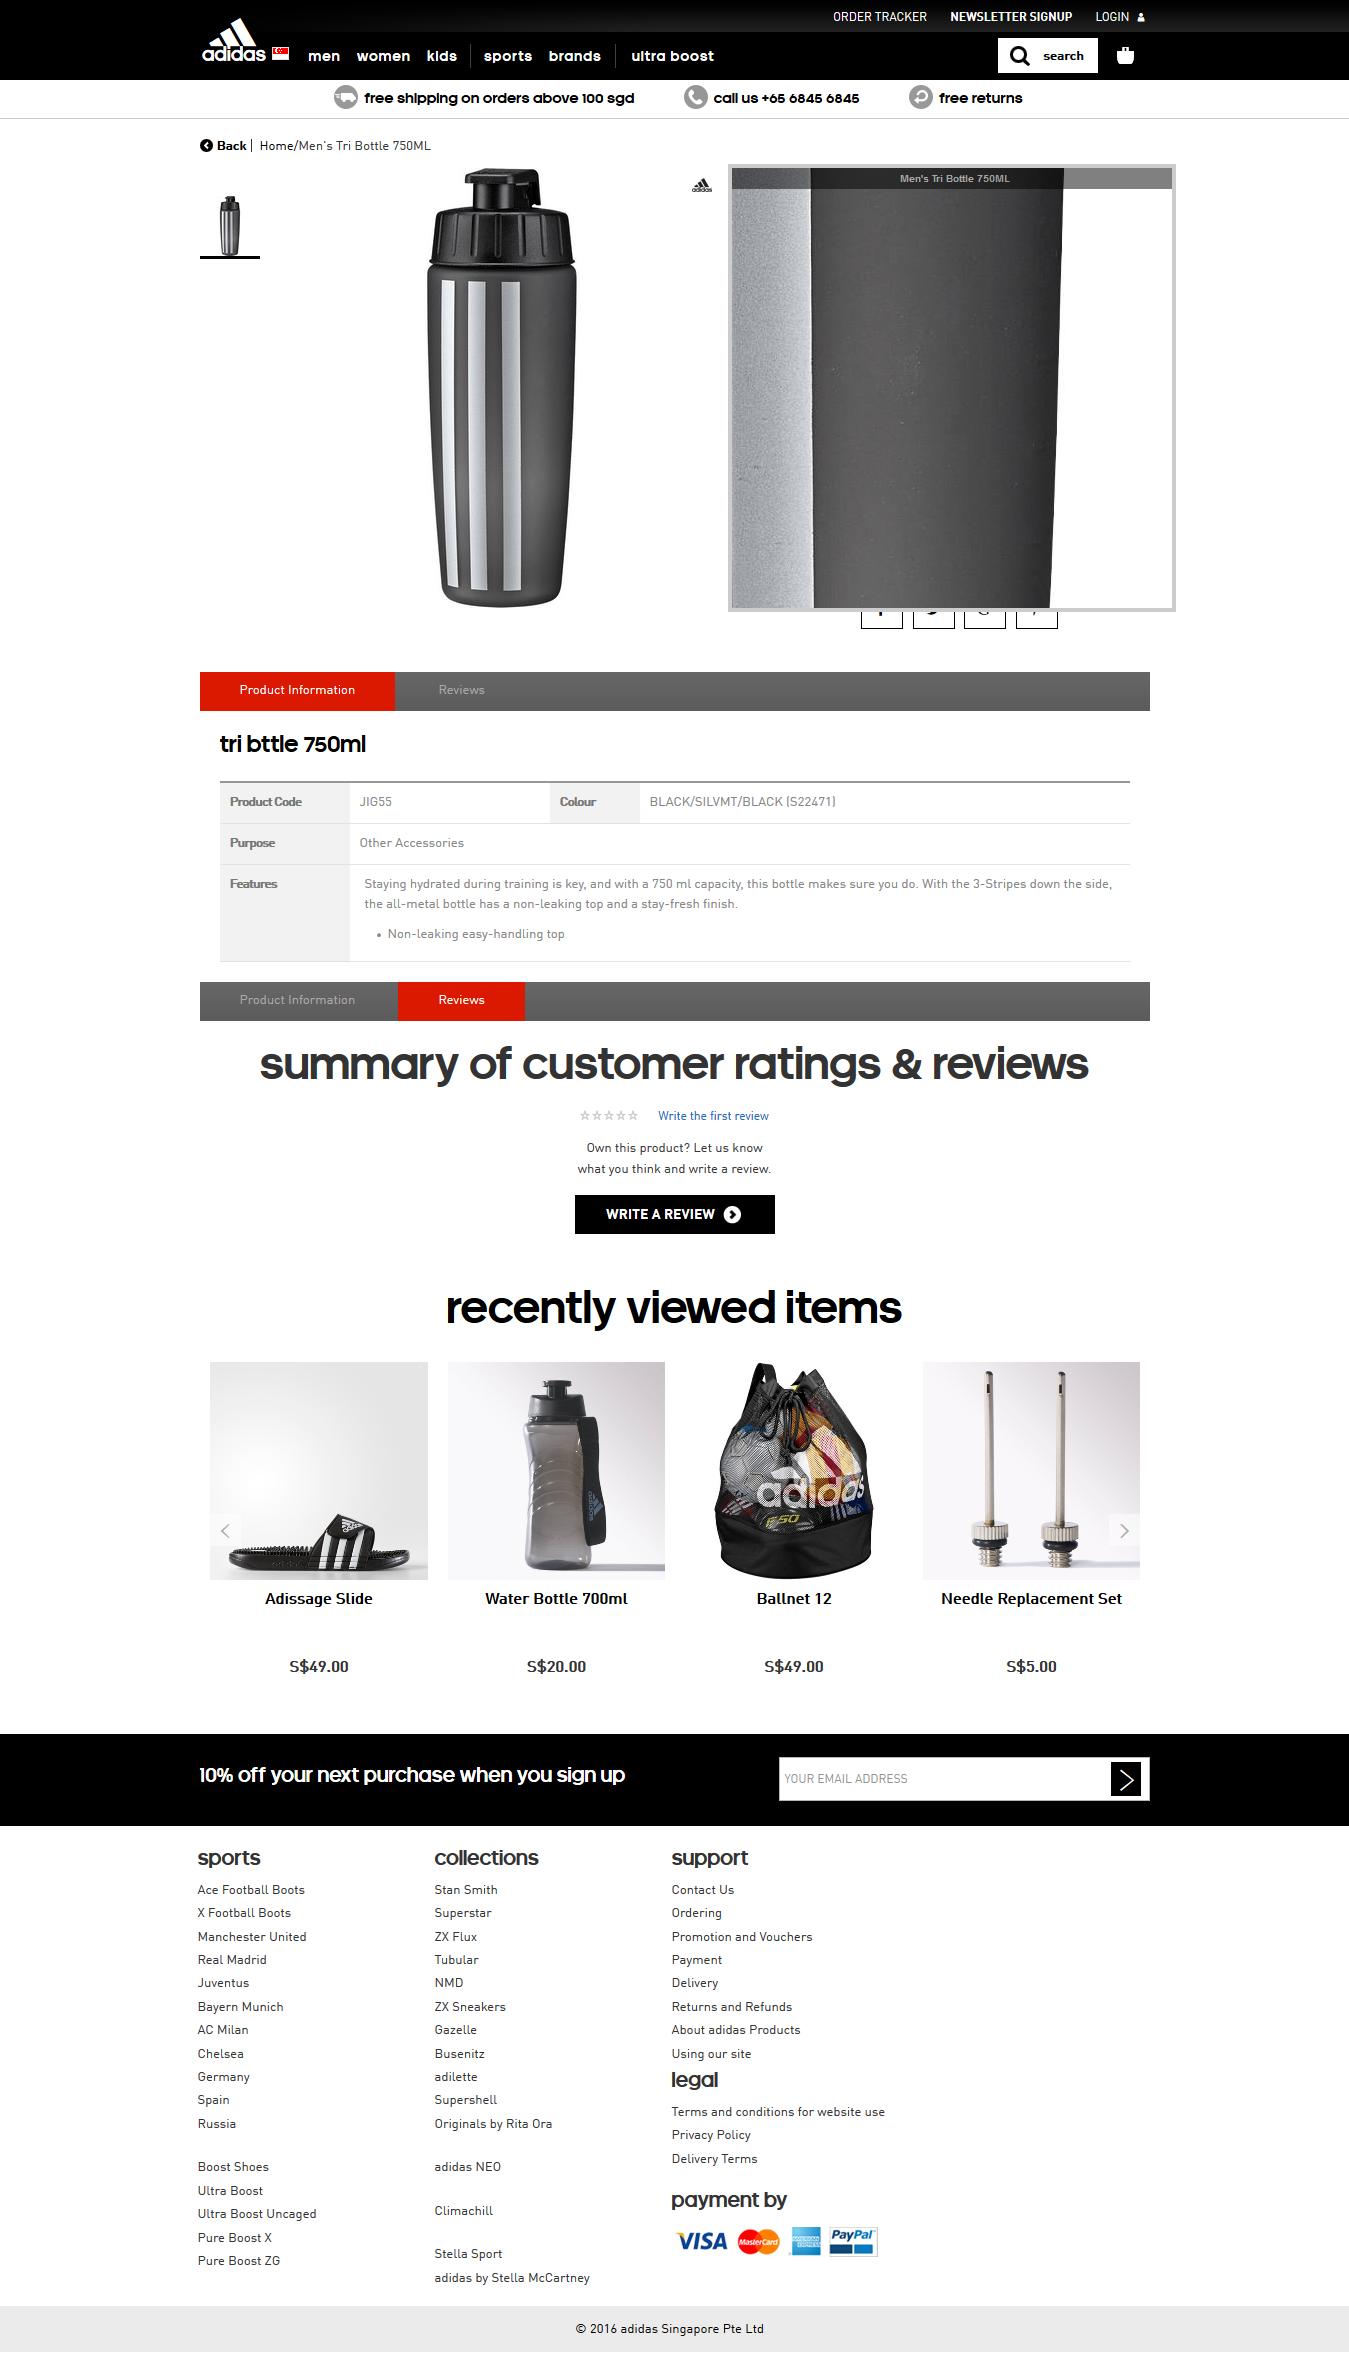 ORDER TRACKER NEWSLETTER SIGNUP LOGIN
adidas men women kids sports brands ultra boost search
free shipping on orders above 100 sgd call us +65 6845 6845 free returns
Back Home/Men's Tri Bottle 750ML
adidas
Men's Tri Bottle 750ML
Product Information Reviews
tri bttle 750ml
Product Code JIG55 Colour BLACK/SILVMT/BLACK (S22471)
Purpose Other Accessories
Features Staying hydrated during training is key, and with a 750 ml capacity, this bottle makes sure you do. With the 3-Stripes down the side,
the all-metal bottle has a non-leaking top and a stay-fresh finish.
• Non-leaking easy-handling top
Product Information Reviews
summary of customer ratings & reviews
Write the first review
Own this product? Let us know
what you think and write a review.
WRITE A REVIEW
recently viewed items
adidas
adidas
adidas
F50
Adissage Slide Water Bottle 700ml Ballnet 12 Needle Replacement Set
S$49.00 S$20.00 S$49.00 S$5.00
10% off your next purchase when you sign up YOUR EMAIL ADDRESS
sports
Ace Football Boots
X Football Boots
Manchester United
Real Madrid
Juventus
Bayern Munich
AC Milan
Chelsea
Germany
Spain
Russia
Boost Shoes
Ultra Boost
Ultra Boost Uncaged
Pure Boost X
Pure Boost ZG
collections
Stan Smith
Superstar
ZX Flux
Tubular
NMD
ZX Sneakers
Gazelle
Busenitz
adilette
Supershell
Originals by Rita Ora
adidas NEO
Climachill
Stella Sport
adidas by Stella McCartney
support
Contact Us
Ordering
Promotion and Vouchers
Payment
Delivery
Returns and Refunds
About adidas Products
Using our site
legal
Terms and conditions for website use
Privacy Policy
Delivery Terms
payment by
VISA MasterCard AMERICAN EXPRESS PayPal
© 2016 adidas Singapore Pte Ltd